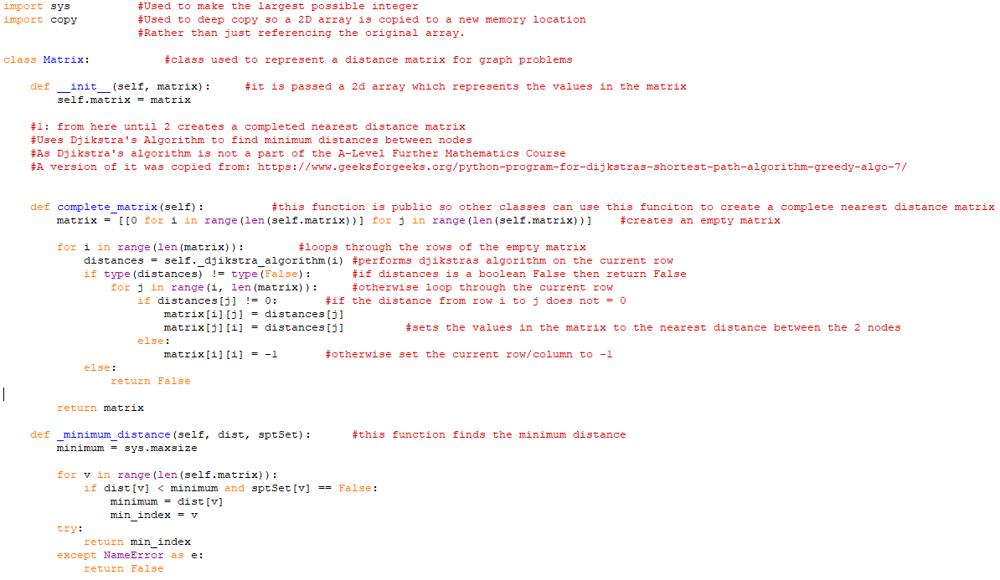 import sys          #Used to make the largest possible integer
import copy         #Used to deep copy so a 2D array is copied to a new memory location
                    #Rather than just referencing the original array.

class Matrix:           #class used to represent a distance matrix for graph problems

    def __init__(self, matrix):     #it is passed a 2d array which represents the values in the matrix
        self.matrix = matrix

    #1: from here until 2 creates a completed nearest distance matrix
    #Uses Djikstra's Algorithm to find minimum distances between nodes
    #As Djikstra's algorithm is not a part of the A-Level Further Mathematics Course
    #A version of it was copied from: https://www.geeksforgeeks.org/python-program-for-dijkstras-shortest-path-algorithm-greedy-algo-7/


    def complete_matrix(self):          #this function is public so other classes can use this funciton to create a complete nearest distance matrix
        matrix = [[0 for i in range(len(self.matrix))] for j in range(len(self.matrix))]    #creates an empty matrix

        for i in range(len(matrix)):        #loops through the rows of the empty matrix
            distances = self._djikstra_algorithm(i) #performs djikstras algorithm on the current row
            if type(distances) != type(False):      #if distances is a boolean False then return False
                for j in range(i, len(matrix)):     #otherwise loop through the current row
                    if distances[j] != 0:       #if the distance from row i to j does not = 0
                        matrix[i][j] = distances[j]
                        matrix[j][i] = distances[j]         #sets the values in the matrix to the nearest distance between the 2 nodes
                    else:
                        matrix[i][i] = -1       #otherwise set the current row/column to -1
            else:
                return False

        return matrix

    def _minimum_distance(self, dist, sptSet):      #this function finds the minimum distance
        minimum = sys.maxsize

        for v in range(len(self.matrix)):
            if dist[v] < minimum and sptSet[v] == False:
                minimum = dist[v]
                min_index = v
        try:
            return min_index
        except NameError as e:
            return False